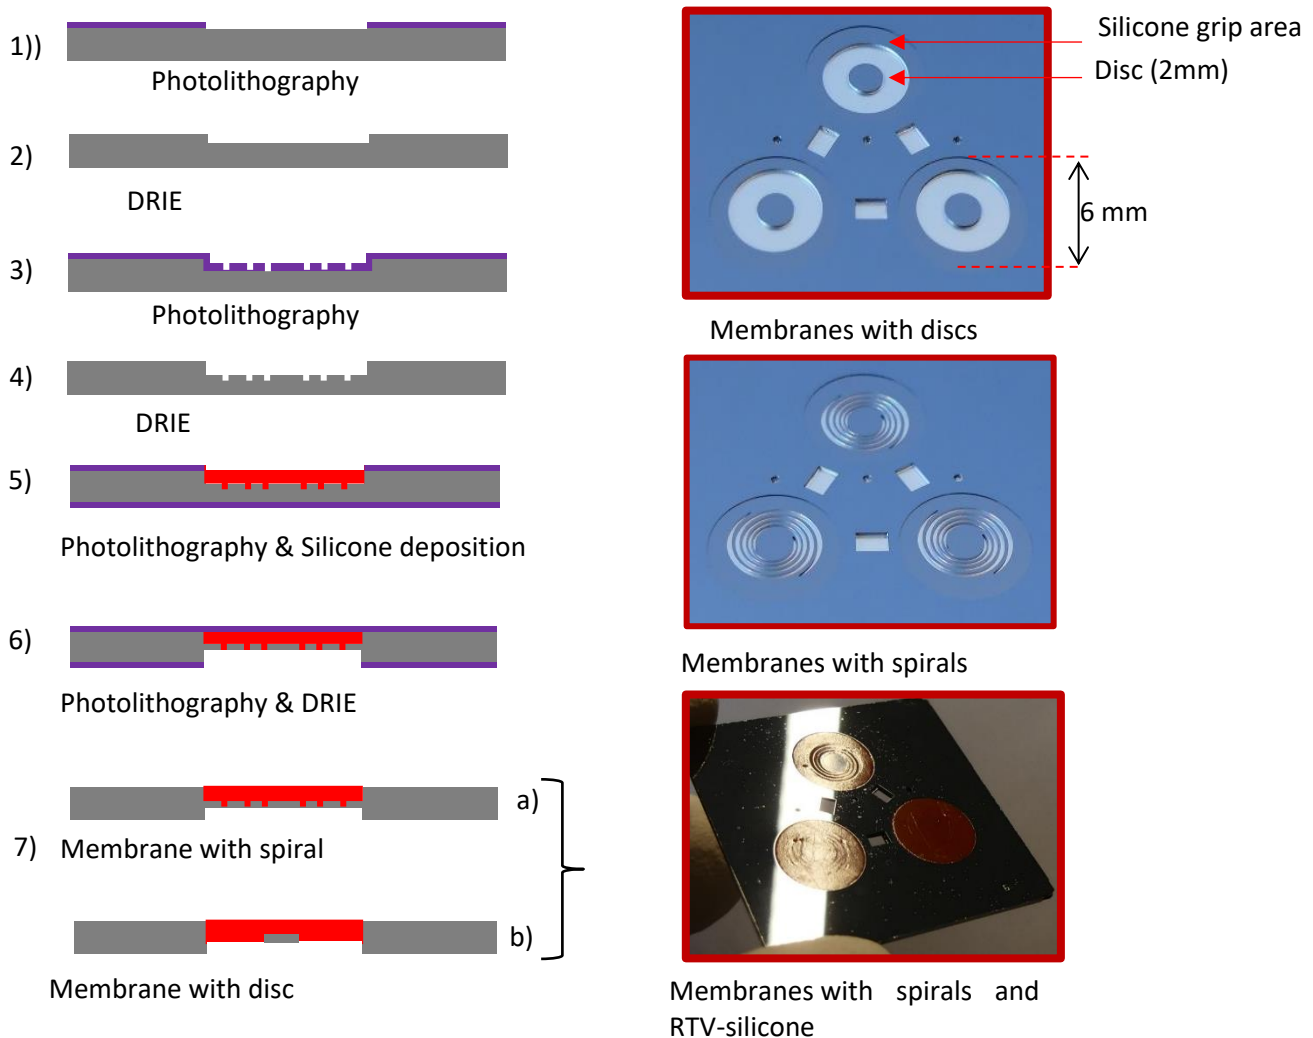 1))
Photolithography
2)
DRIE
3)
Photolithography
4)
DRIE
5)
Photolithography & Silicone deposition
6)
Photolithography & DRIE
a)
7) Membrane with spiral
b)
Membrane with disc
Silicone grip area
Disc (2mm)
6 mm
Membranes with discs
Membranes with spirals
Membranes with spirals and
RTV-silicone